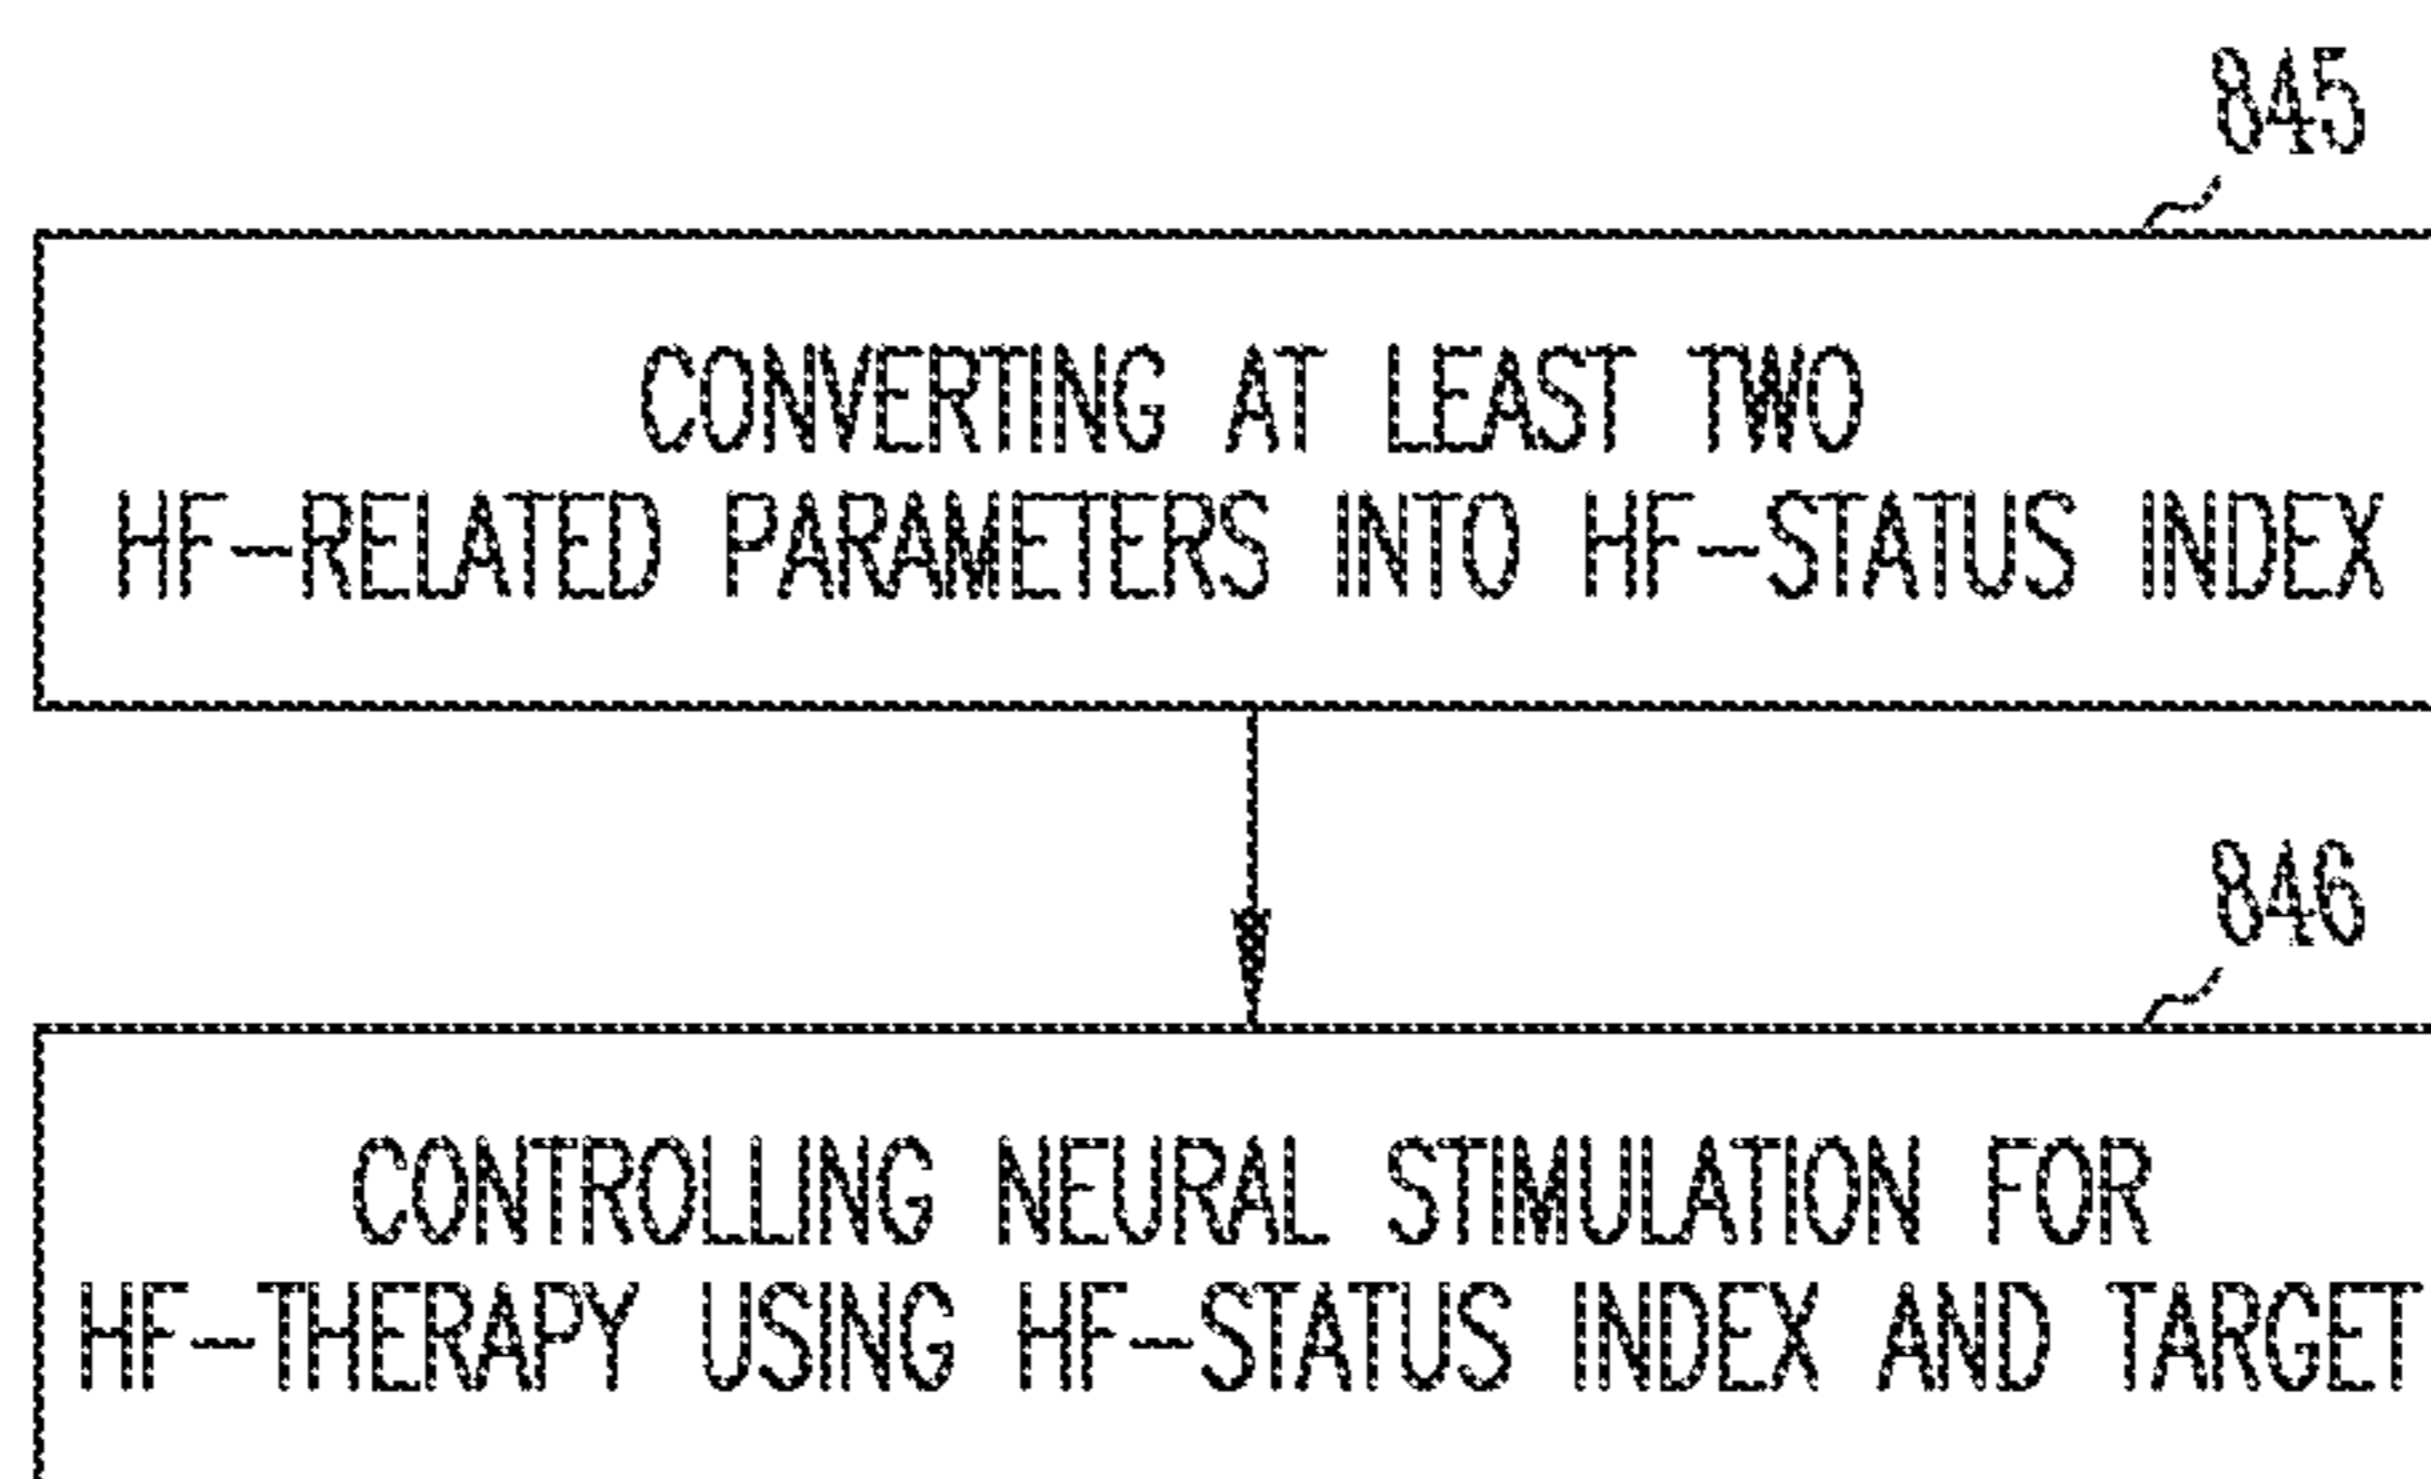 845
CONVERTING AT LEAST TWO
HF-RELATED PARAMETERS INTO HF-STATUS INDEX
846
CONTROLLING NEURAL STIMULATION FOR
HF-THERAPY USING HF-STATUS INDEX AND TARGET